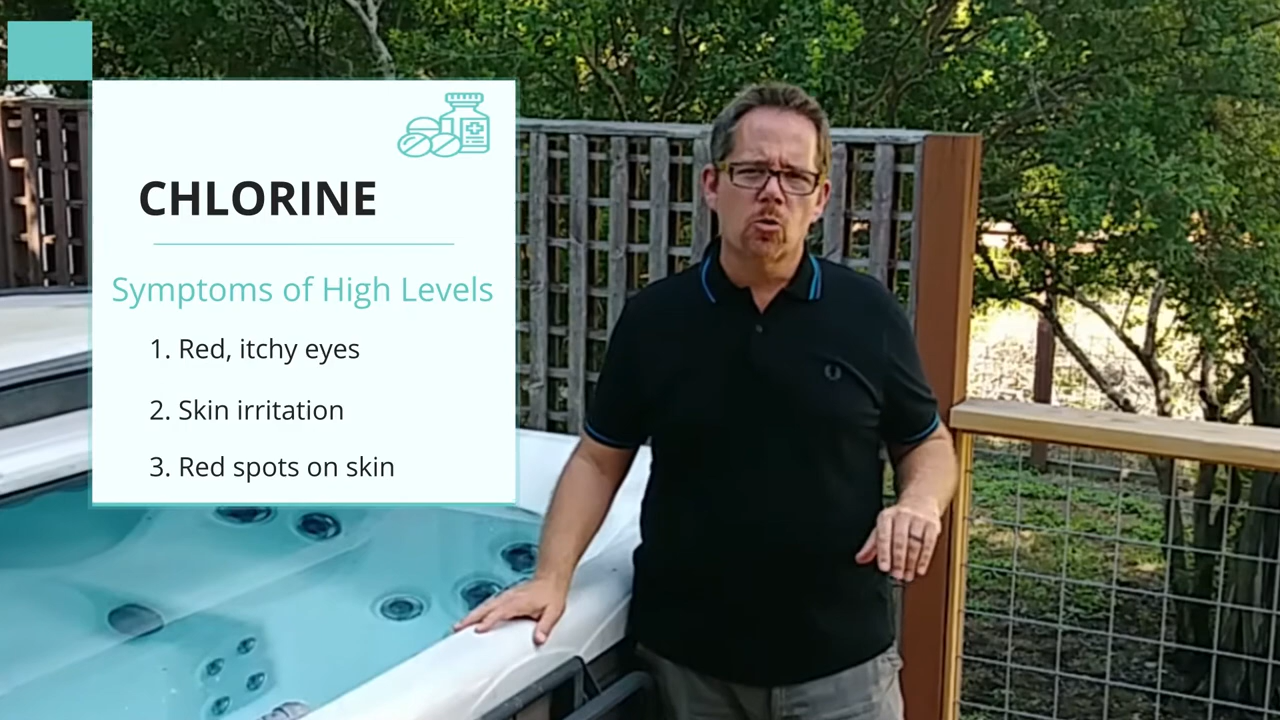 CHLORINE
Symptoms of High Levels
1. Red, itchy eyes
2. Skin irritation
3. Red spots on skin